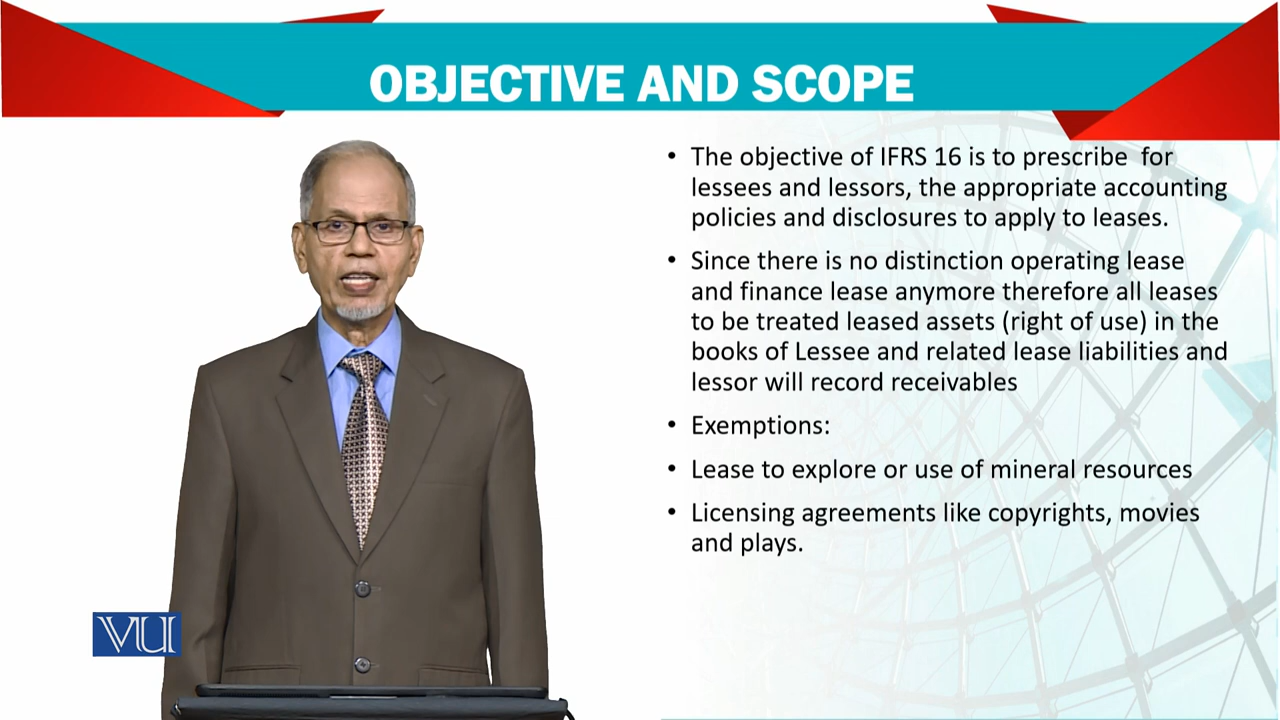 OBJECTIVE AND SCOPE
• The objective of IFRS 16 is to prescribe  for
lessees and lessors, the appropriate accounting
policies and disclosures to apply to leases.
• Since there is no distinction operating lease
and finance lease anymore therefore all leases
to be treated leased assets (right of use) in the
books of Lessee and related lease liabilities and
lessor will record receivables
• Exemptions:
• Lease to explore or use of mineral resources
• Licensing agreements like copyrights, movies
and plays.
VU